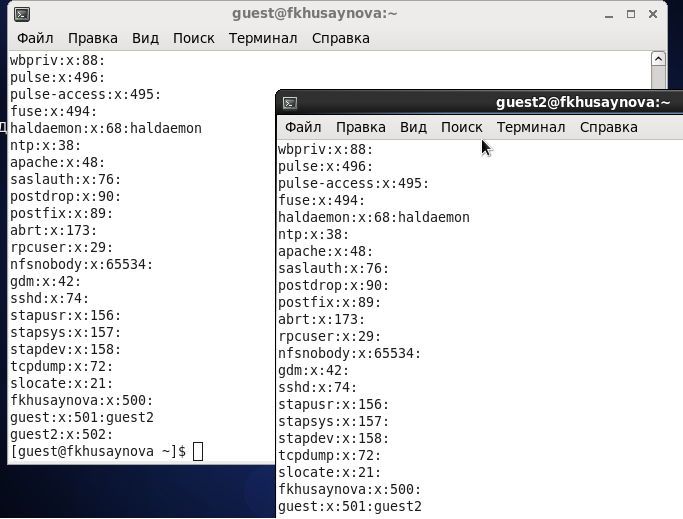 guest@fkhusaynova:~
Файл Правка Вид Поиск Терминал Справка
wbpriv:x:88:
pulse:x:496:
pulse-access:x:495:
fuse:x:494:
haldaemon:x:68:haldaemon
ntp:x:38:
apache:x:48:
saslauth:x:76:
postdrop:x:90:
postfix:x:89:
abrt:x:173:
rpcuser:x:29:
nfsnobody:x:65534:
gdm:x:42:
sshd:x:74:
stapusr:x:156:
stapsys:x:157:
stapdev:x:158:
tcpdump:x:72:
slocate:x:21:
fkhusaynova:x:500:
guest:x:501:guest2
guest2:x:502:
[guest@fkhusaynova ~]$
guest2@fkhusaynova:~
Файл Правка Вид Поиск Терминал Справка
wbpriv:x:88:
pulse:x:496:
pulse-access:x:495:
fuse:x:494:
haldaemon:x:68:haldaemon
ntp:x:38:
apache:x:48:
saslauth:x:76:
postdrop:x:90:
postfix:x:89:
abrt:x:173:
rpcuser:x:29:
nfsnobody:x:65534:
gdm:x:42:
sshd:x:74:
stapusr:x:156:
stapsys:x:157:
stapdev:x:158:
tcpdump:x:72:
slocate:x:21:
fkhusaynova:x:500:
guest:x:501:guest2